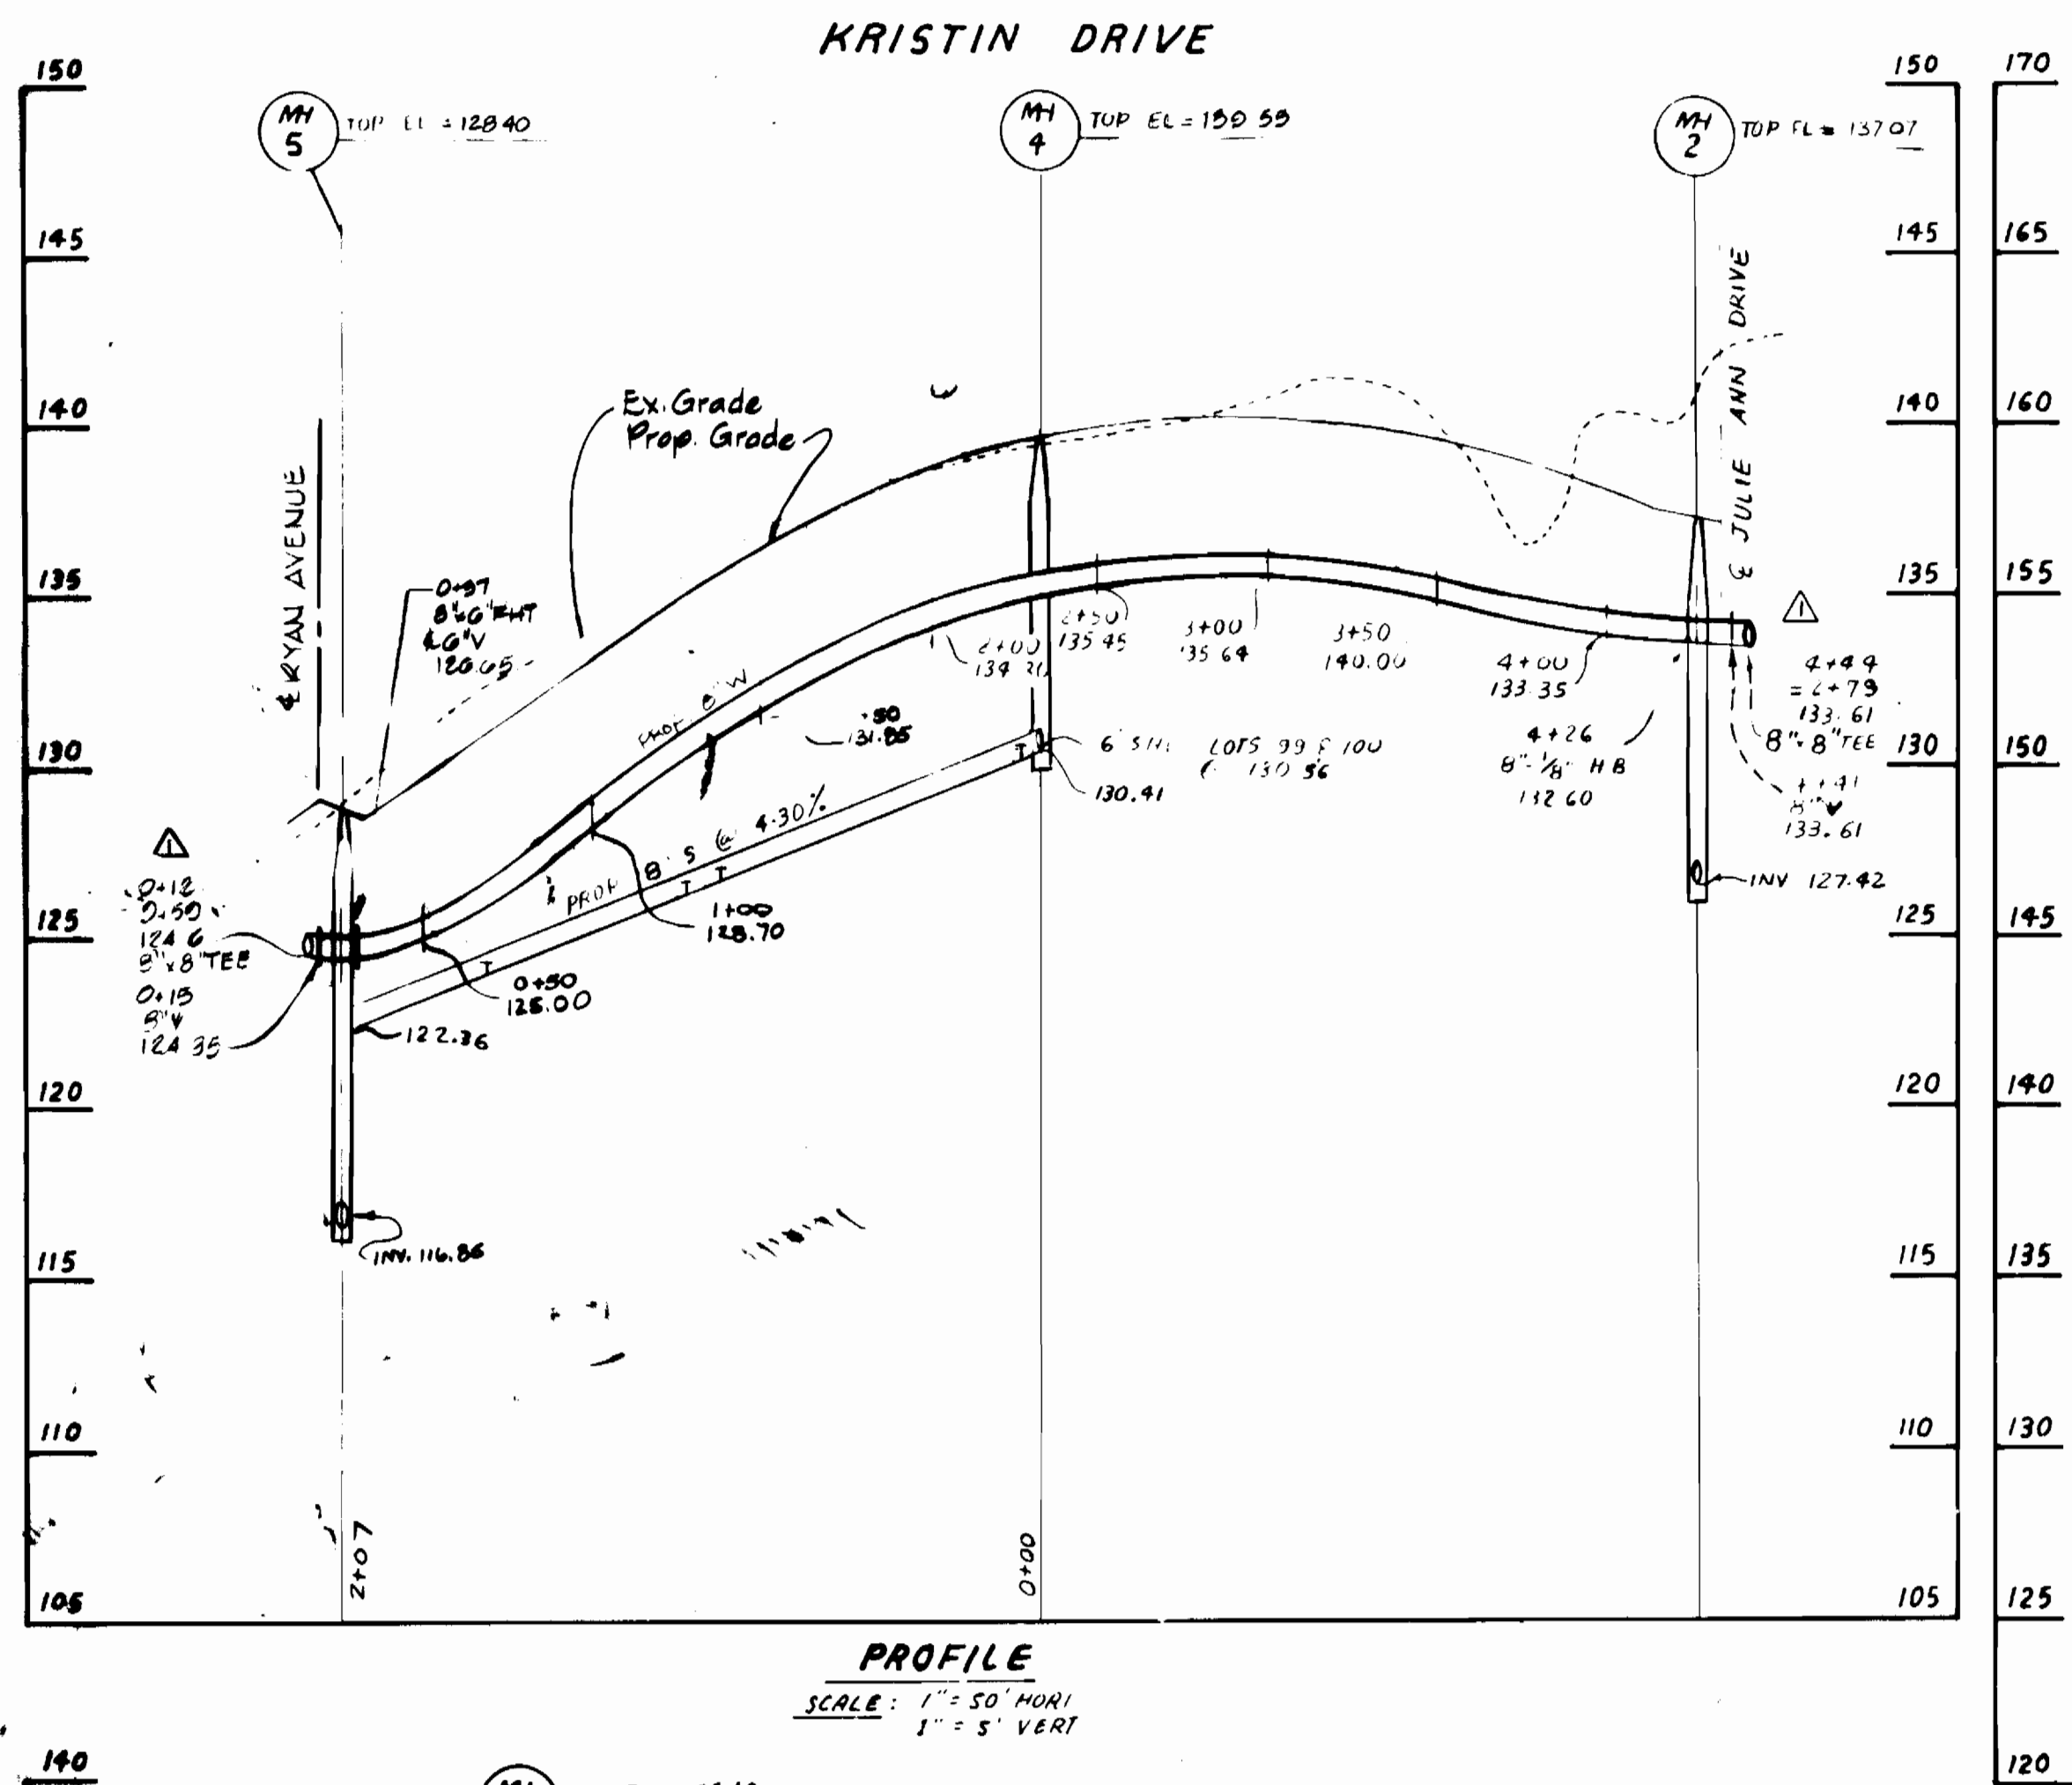 KRISTIN DRIVE
150
145
140
135
130
125
120
115
110
105
MH
5
TOP EL = 128 40
MH
4
TOP EL = 139 59
MH
2
TOP EL = 137 07
150
145
140
135
130
125
120
115
110
105
170
165
160
155
150
145
140
135
130
125
120
Ex. Grade
Prop. Grade
℄ RYAN AVENUE
℄ JULIE ANN DRIVE
0+97
8"x6" FHT
& 6"V
126.65
PROP 8" W
PROP 8" S @ 4.30%
2+00
134
2+50
135 45
3+00
135 64
3+50
140.00
4+00
133.35
4+26
8"-1/8" HB
132 60
4+44
= 2+79
133.61
8"x8" TEE
4+41
8" V
133.61
+50
131.85
6" LOTS 99 & 100
130 56
130.41
1+00
128.70
0+50
125.00
122.36
0+12
124 6
8"x8" TEE
0+15
8"V
124 35
INV 127.42
INV. 116.86
2+07
0+00
PROFILE
SCALE: 1" = 50' HORI
1" = 5' VERT
140